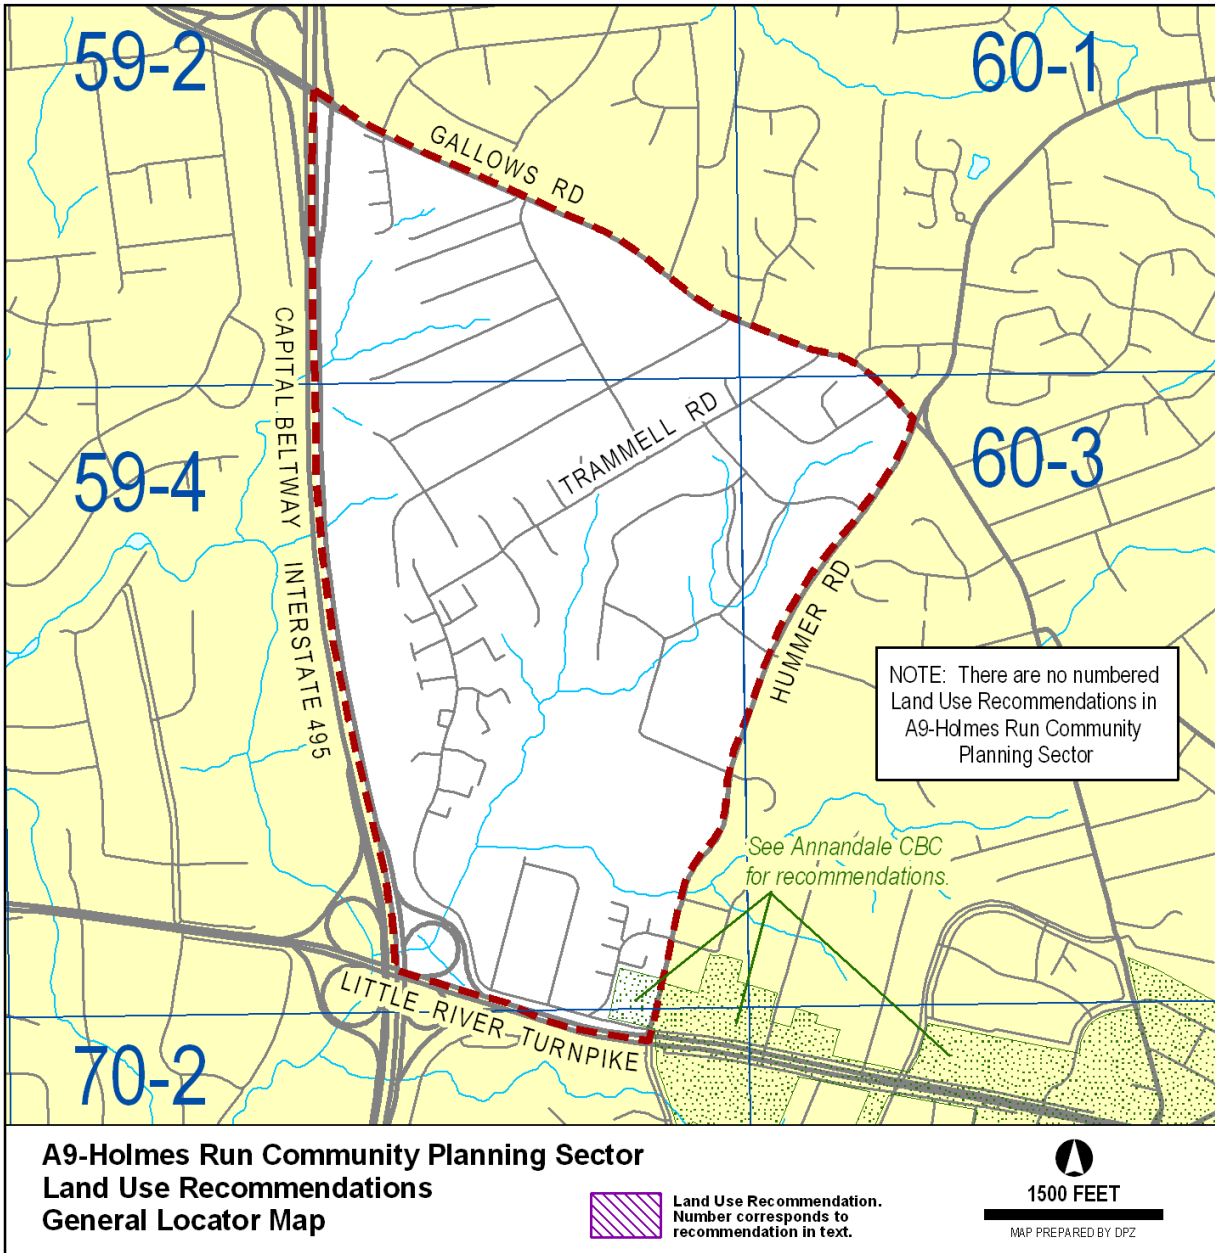 59-2
60-1
GALLOWS RD
CAPITAL BELTWAY INTERSTATE 495
TRAMMELL RD
59-4
60-3
HUMMER RD
NOTE: There are no numbered
Land Use Recommendations in
A9-Holmes Run Community
Planning Sector
See Annandale CBC
for recommendations.
LITTLE RIVER TURNPIKE
70-2
A9-Holmes Run Community Planning Sector
Land Use Recommendations
General Locator Map
Land Use Recommendation.
Number corresponds to
recommendation in text.
1500 FEET
MAP PREPARED BY DPZ